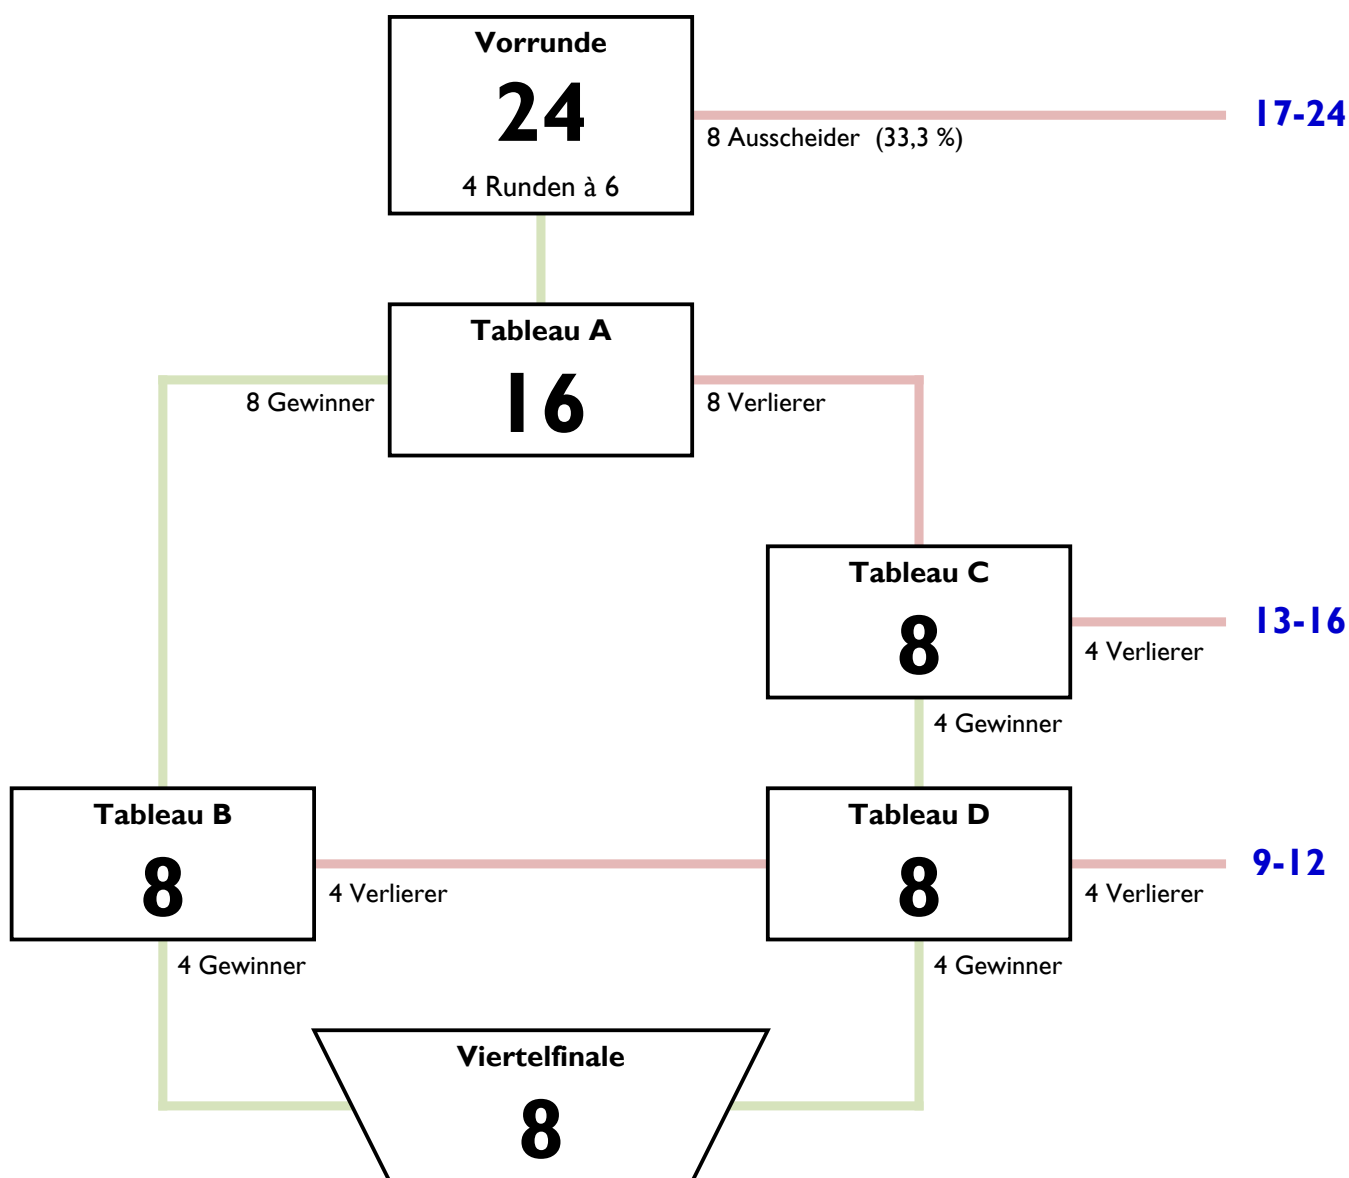 Vorrunde
24
17-24
8 Ausscheider (33,3 %)
4 Runden à 6
Tableau A
16
8 Gewinner
8 Verlierer
Tableau C
8
13-16
4 Verlierer
4 Gewinner
Tableau B
8
4 Verlierer
4 Gewinner
Tableau D
8
9-12
4 Verlierer
4 Gewinner
Viertelfinale
8